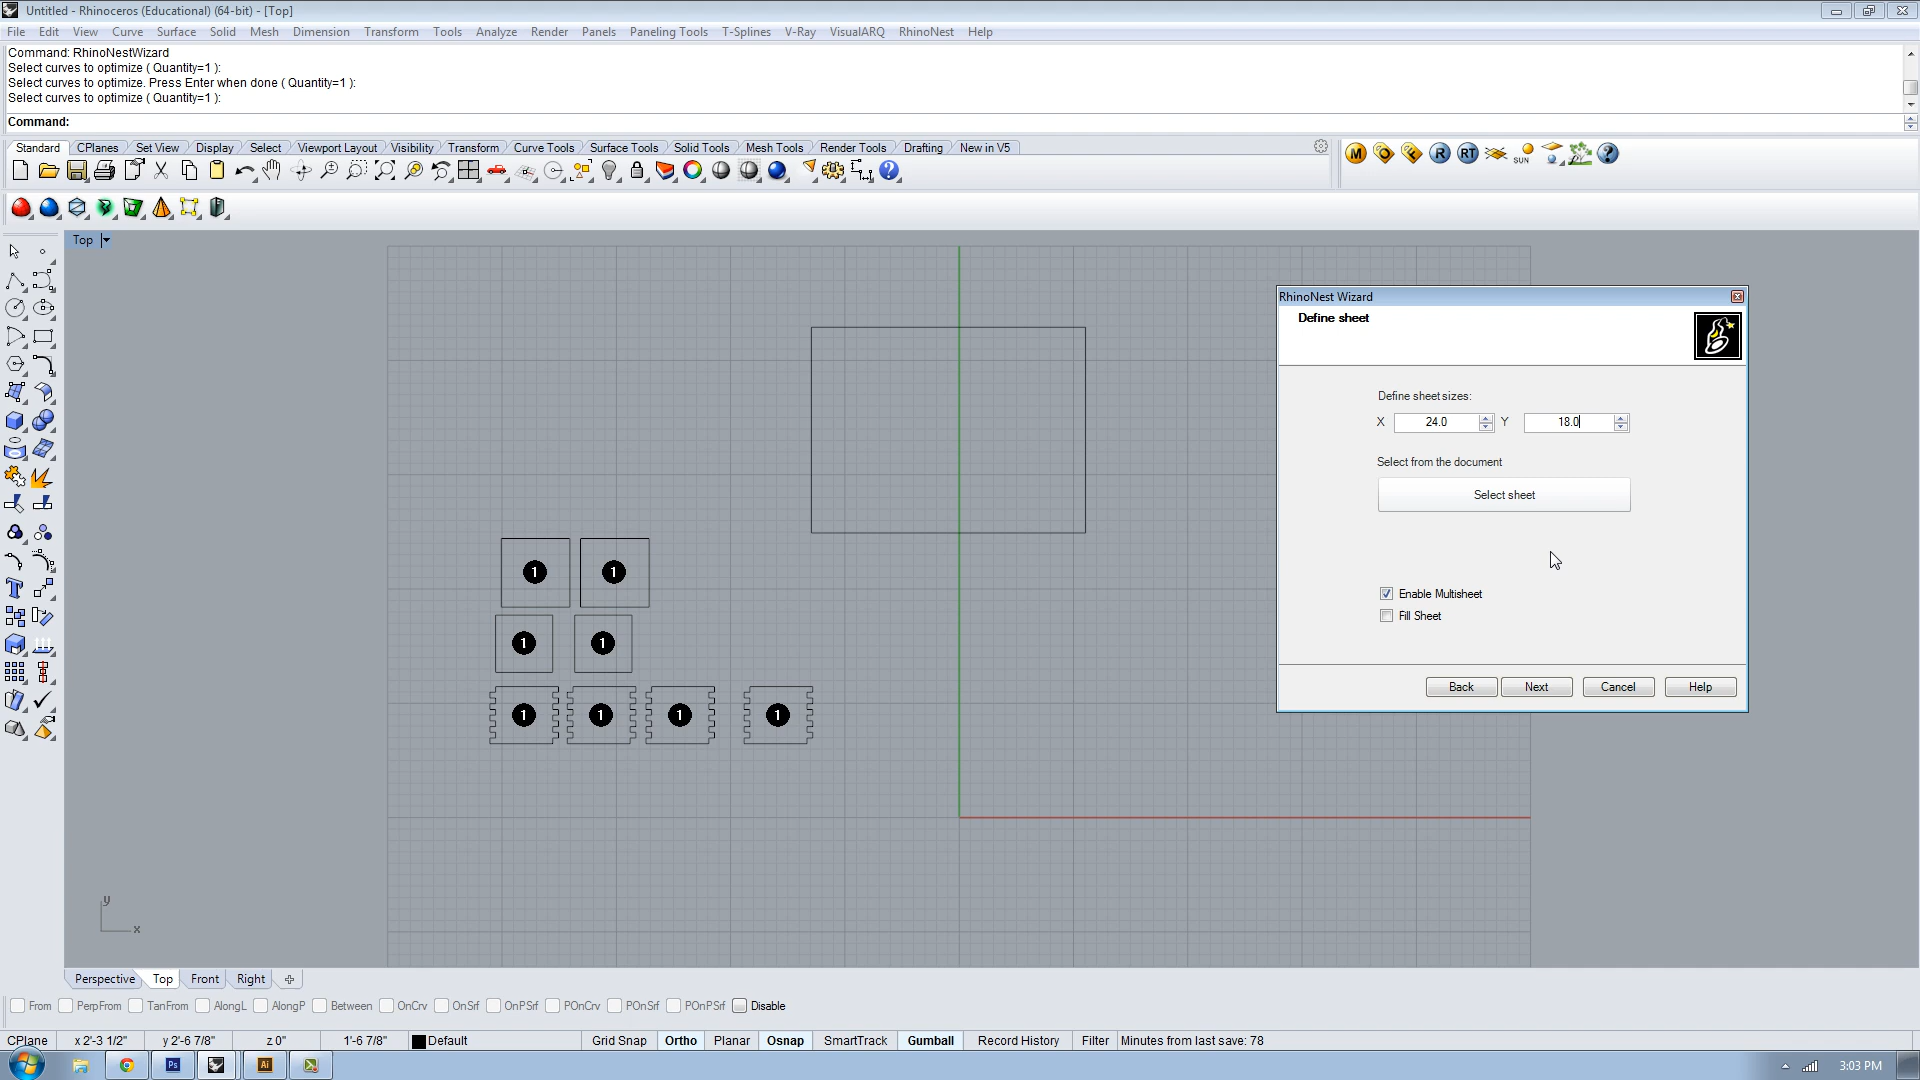 Untitled - Rhinoceros (Educational) (64-bit) - [Top]
File Edit View Curve Surface Solid Mesh Dimension Transform Tools Analyze Render Panels Paneling Tools T-Splines V-Ray VisualARQ RhinoNest Help
Command: RhinoNestWizard
Select curves to optimize ( Quantity=1 ):
Select curves to optimize. Press Enter when done ( Quantity=1 ):
Select curves to optimize ( Quantity=1 ):
Command:
Standard CPlanes Set View Display Select Viewport Layout Visibility Transform Curve Tools Surface Tools Solid Tools Mesh Tools Render Tools Drafting New in V5
M R RT SUN ?
Top
RhinoNest Wizard
Define sheet
Define sheet sizes:
X 24.0 Y 18.0
Select from the document
Select sheet
Enable Multisheet
Fill Sheet
Back Next Cancel Help
1 1
1 1
1 1 1 1
y
x
Perspective Top Front Right
From PerpFrom TanFrom AlongL AlongP Between OnCrv OnSrf OnPSrf POnCrv POnSrf POnPSrf Disable
CPlane x 2'-3 1/2" y 2'-6 7/8" z 0" 1'-6 7/8" Default Grid Snap Ortho Planar Osnap SmartTrack Gumball Record History Filter Minutes from last save: 78
Ps Ai 3:03 PM